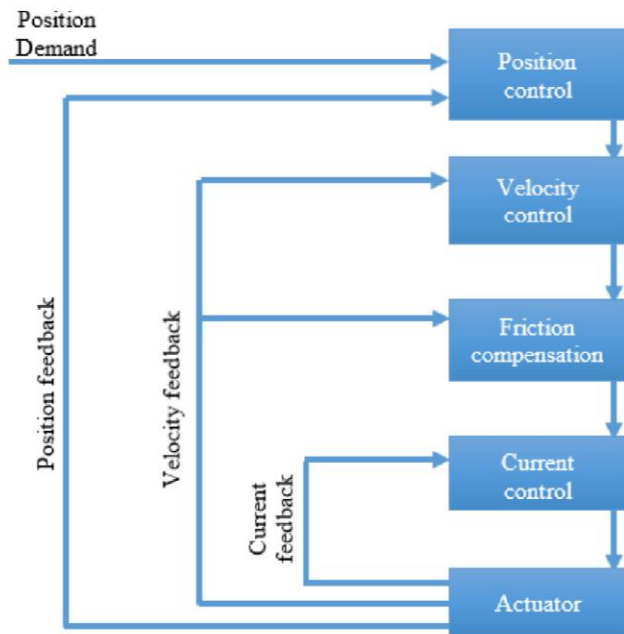 Position
Demand
Position
control
Velocity
control
Friction
compensation
Current
control
Actuator
Position feedback
Velocity feedback
Current
feedback